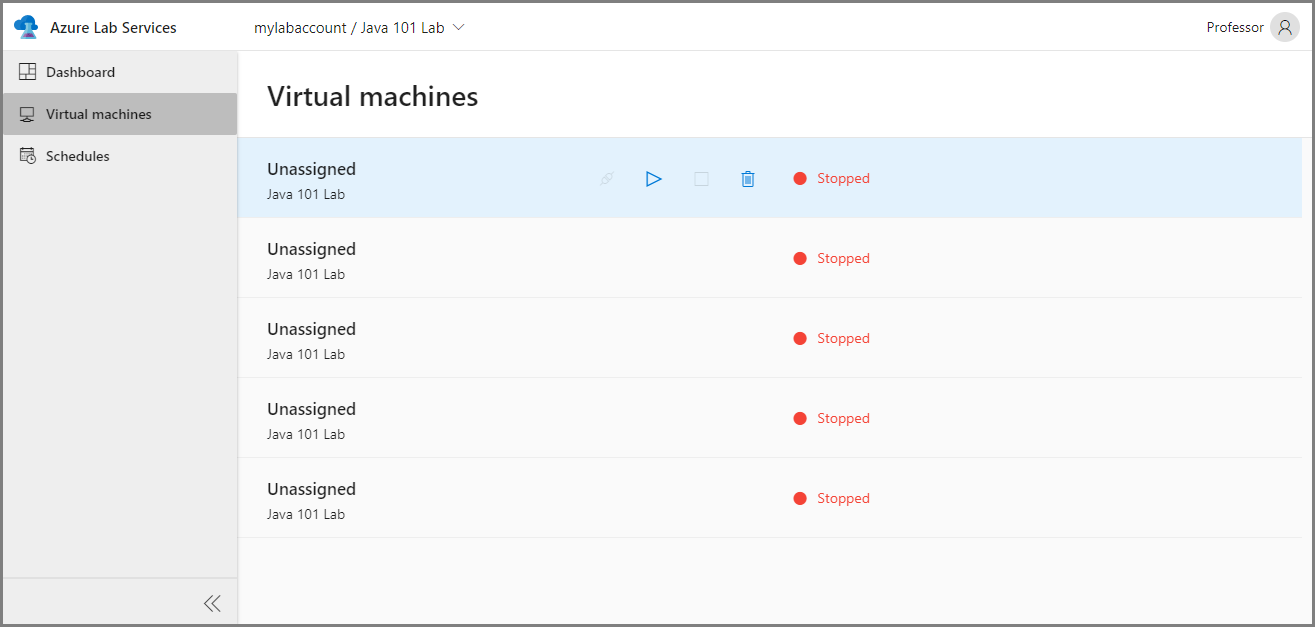 Azure Lab Services
mylabaccount / Java 101 Lab
Professor
Dashboard
Virtual machines
Schedules
Virtual machines
Unassigned
Java 101 Lab
Stopped
Unassigned
Java 101 Lab
Stopped
Unassigned
Java 101 Lab
Stopped
Unassigned
Java 101 Lab
Stopped
Unassigned
Java 101 Lab
Stopped